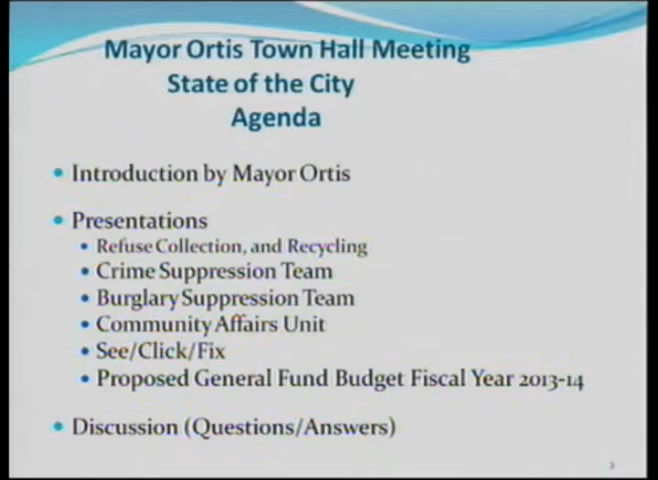 Mayor Ortis Town Hall Meeting
State of the City
Agenda
• Introduction by Mayor Ortis
• Presentations
• Refuse Collection, and Recycling
• Crime Suppression Team
• Burglary Suppression Team
• Community Affairs Unit
• See/Click/Fix
• Proposed General Fund Budget Fiscal Year 2013-14
• Discussion (Questions/Answers)
2